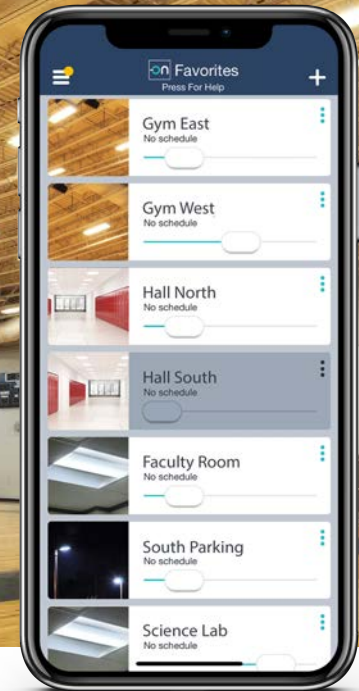 on Favorites
Press For Help
Gym East
No schedule
Gym West
No schedule
Hall North
No schedule
Hall South
No schedule
Faculty Room
No schedule
South Parking
No schedule
Science Lab
No schedule